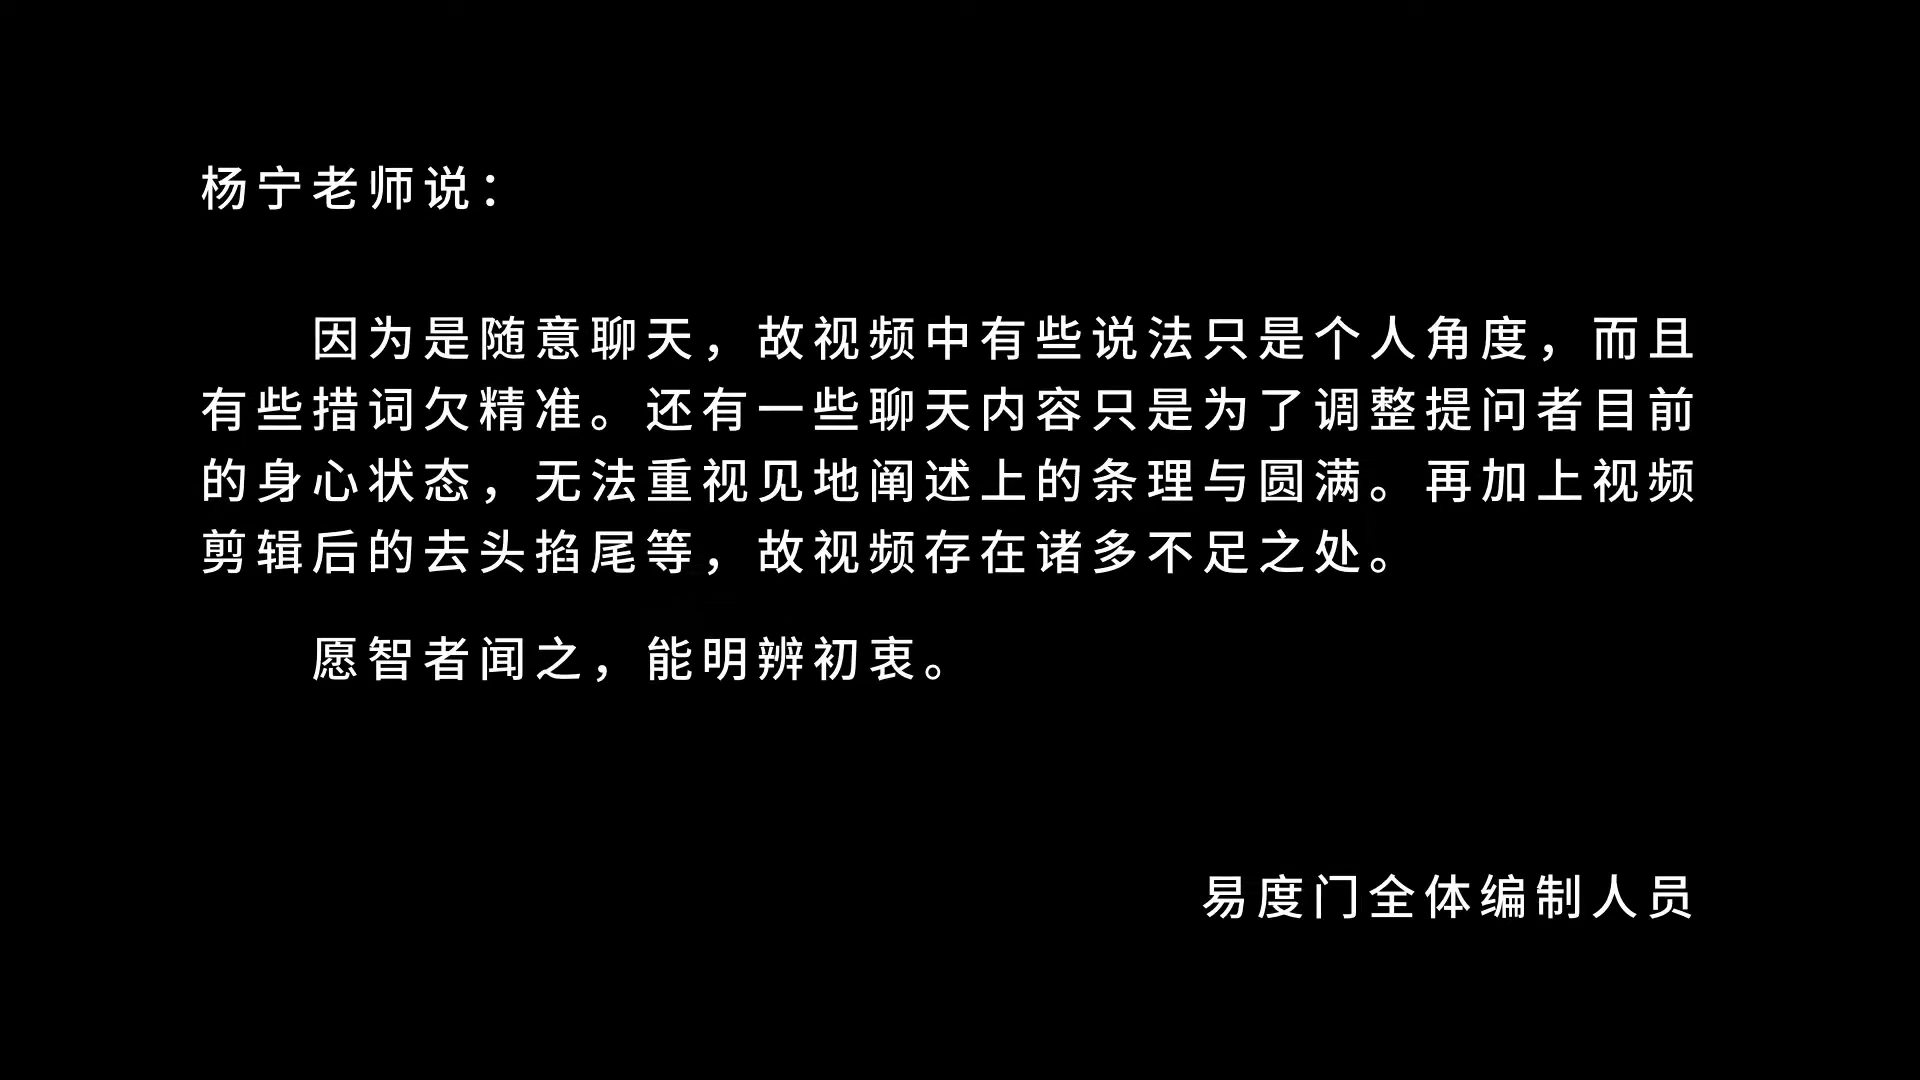 杨宁老师说：
因为是随意聊天，故视频中有些说法只是个人角度，而且
有些措词欠精准。还有一些聊天内容只是为了调整提问者目前
的身心状态，无法重视见地阐述上的条理与圆满。再加上视频
剪辑后的去头掐尾等，故视频存在诸多不足之处。
愿智者闻之，能明辨初衷。
易度门全体编制人员